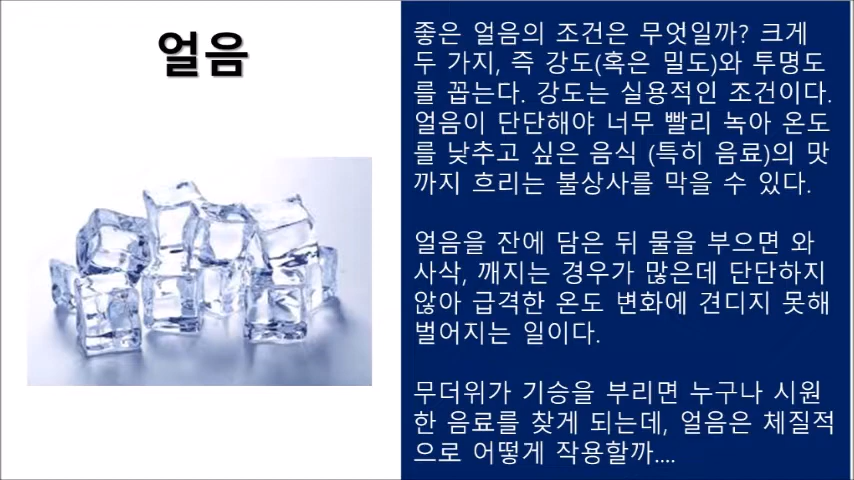 얼음
좋은 얼음의 조건은 무엇일까? 크게
두 가지, 즉 강도(혹은 밀도)와 투명도
를 꼽는다. 강도는 실용적인 조건이다.
얼음이 단단해야 너무 빨리 녹아 온도
를 낮추고 싶은 음식 (특히 음료)의 맛
까지 흐리는 불상사를 막을 수 있다.
얼음을 잔에 담은 뒤 물을 부으면 와
사삭, 깨지는 경우가 많은데 단단하지
않아 급격한 온도 변화에 견디지 못해
벌어지는 일이다.
무더위가 기승을 부리면 누구나 시원
한 음료를 찾게 되는데, 얼음은 체질적
으로 어떻게 작용할까....